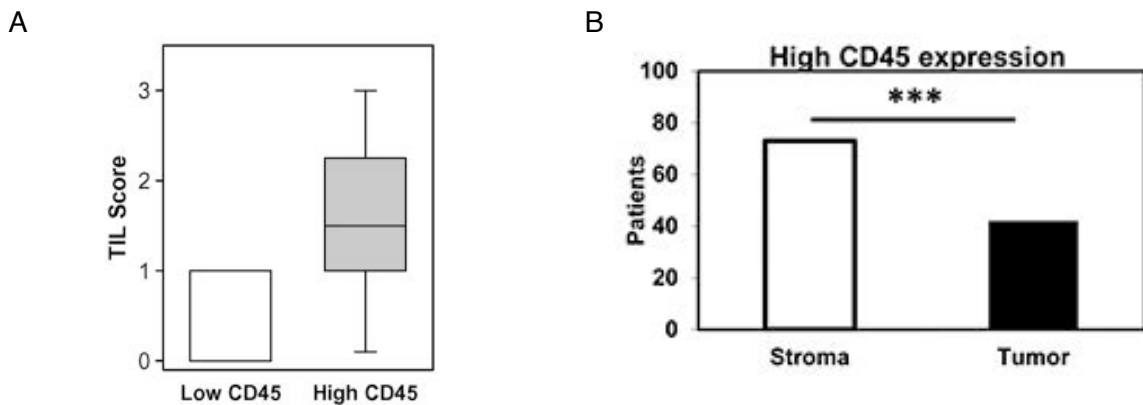 A
TIL Score
3
2
1
0
Low CD45 High CD45
B
High CD45 expression
***
Patients
100
80
60
40
20
0
Stroma Tumor